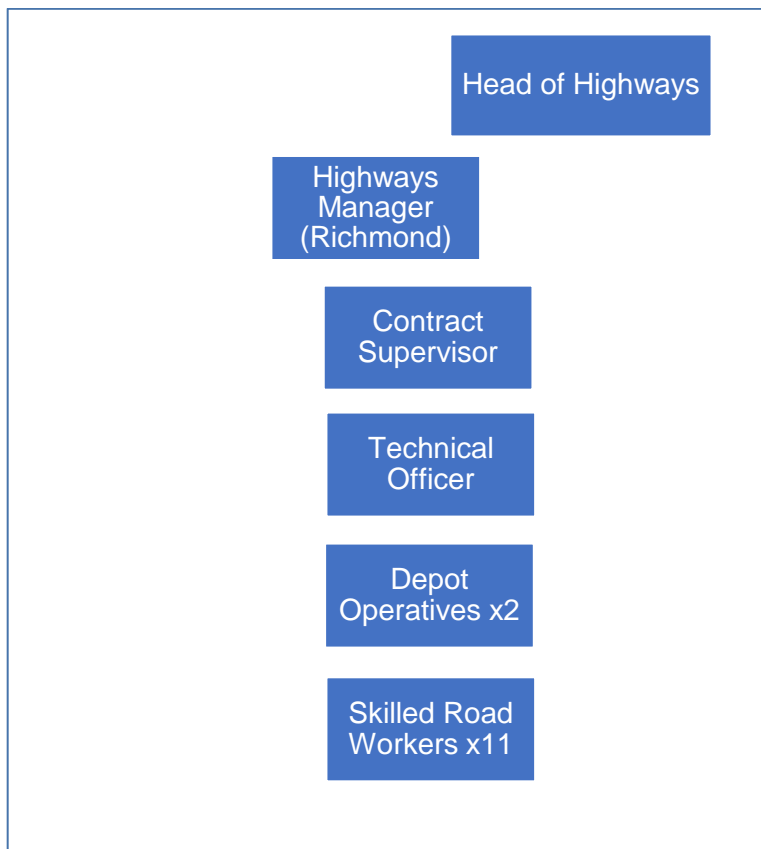 Head of Highways
Highways
Manager
(Richmond)
Contract
Supervisor
Technical
Officer
Depot
Operatives x2
Skilled Road
Workers x11